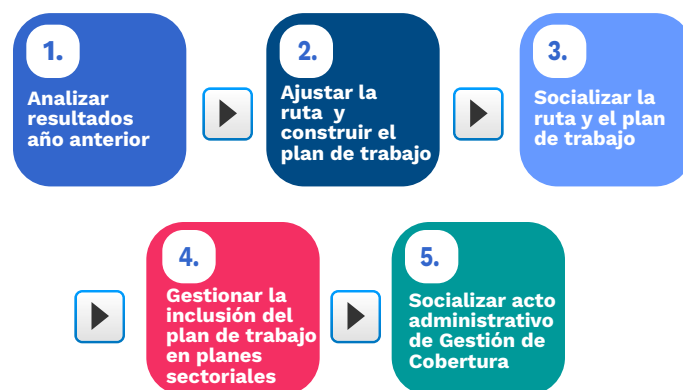 1.
Analizar
resultados
año anterior
2.
Ajustar la
ruta y
construir el
plan de trabajo
3.
Socializar la
ruta y el plan
de trabajo
4.
Gestionar la
inclusión del
plan de trabajo
en planes
sectoriales
5.
Socializar acto
administrativo
de Gestión de
Cobertura